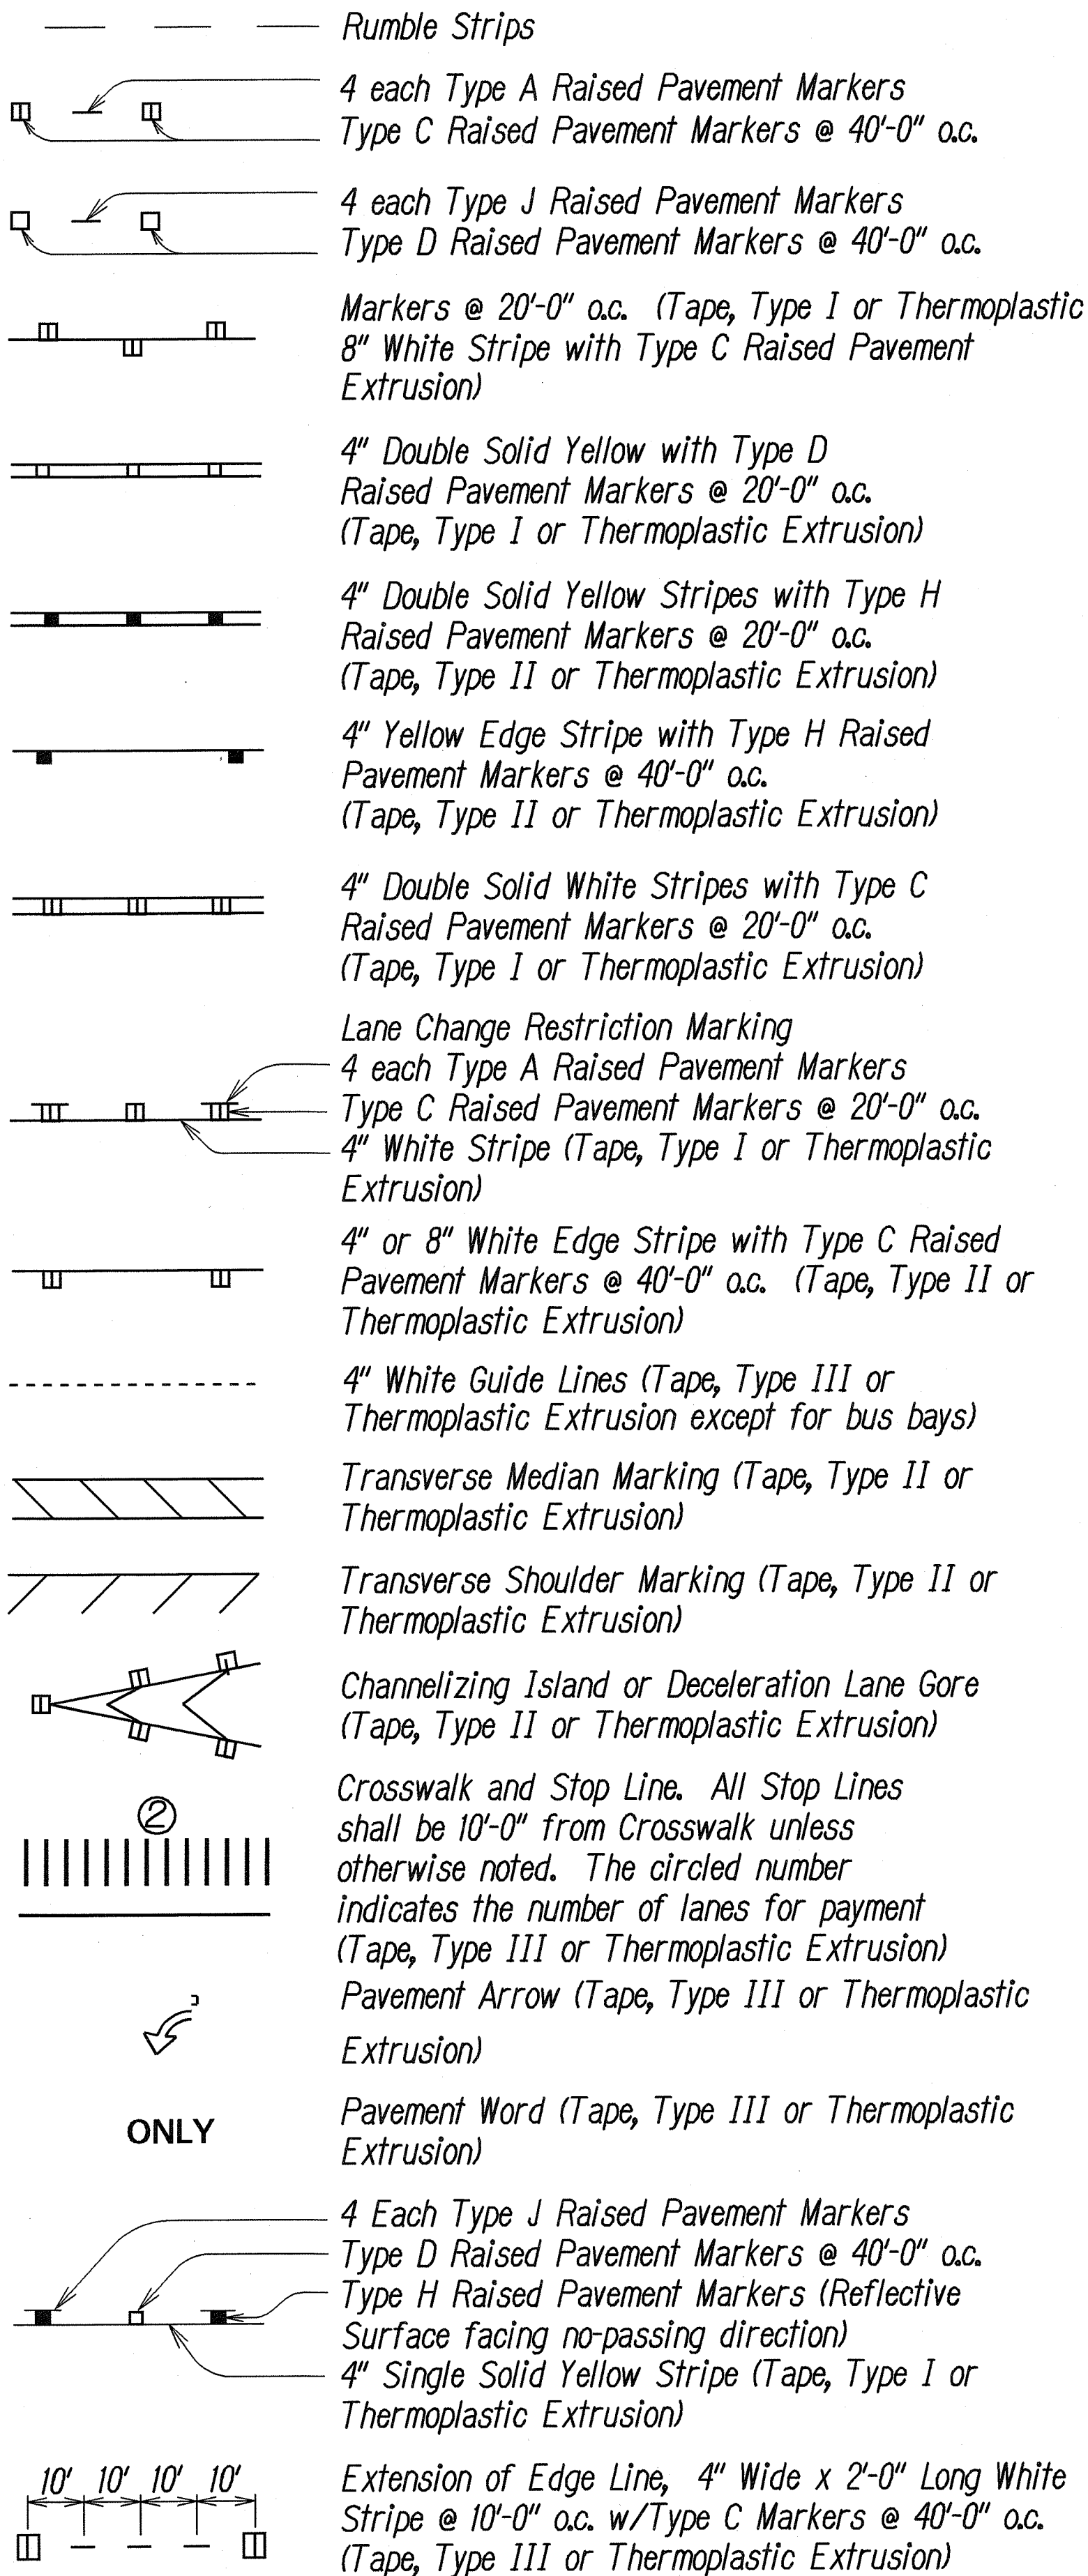 Rumble Strips
4 each Type A Raised Pavement Markers
Type C Raised Pavement Markers @ 40'-0" o.c.
4 each Type J Raised Pavement Markers
Type D Raised Pavement Markers @ 40'-0" o.c.
Markers @ 20'-0" o.c. (Tape, Type I or Thermoplastic
8" White Stripe with Type C Raised Pavement
Extrusion)
4" Double Solid Yellow with Type D
Raised Pavement Markers @ 20'-0" o.c.
(Tape, Type I or Thermoplastic Extrusion)
4" Double Solid Yellow Stripes with Type H
Raised Pavement Markers @ 20'-0" o.c.
(Tape, Type II or Thermoplastic Extrusion)
4" Yellow Edge Stripe with Type H Raised
Pavement Markers @ 40'-0" o.c.
(Tape, Type II or Thermoplastic Extrusion)
4" Double Solid White Stripes with Type C
Raised Pavement Markers @ 20'-0" o.c.
(Tape, Type I or Thermoplastic Extrusion)
Lane Change Restriction Marking
4 each Type A Raised Pavement Markers
Type C Raised Pavement Markers @ 20'-0" o.c.
4" White Stripe (Tape, Type I or Thermoplastic
Extrusion)
4" or 8" White Edge Stripe with Type C Raised
Pavement Markers @ 40'-0" o.c. (Tape, Type II or
Thermoplastic Extrusion)
4" White Guide Lines (Tape, Type III or
Thermoplastic Extrusion except for bus bays)
Transverse Median Marking (Tape, Type II or
Thermoplastic Extrusion)
Transverse Shoulder Marking (Tape, Type II or
Thermoplastic Extrusion)
Channelizing Island or Deceleration Lane Gore
(Tape, Type II or Thermoplastic Extrusion)
2
Crosswalk and Stop Line. All Stop Lines
shall be 10'-0" from Crosswalk unless
otherwise noted. The circled number
indicates the number of lanes for payment
(Tape, Type III or Thermoplastic Extrusion)
Pavement Arrow (Tape, Type III or Thermoplastic
Extrusion)
ONLY
Pavement Word (Tape, Type III or Thermoplastic
Extrusion)
4 Each Type J Raised Pavement Markers
Type D Raised Pavement Markers @ 40'-0" o.c.
Type H Raised Pavement Markers (Reflective
Surface facing no-passing direction)
4" Single Solid Yellow Stripe (Tape, Type I or
Thermoplastic Extrusion)
10' 10' 10' 10'
Extension of Edge Line, 4" Wide x 2'-0" Long White
Stripe @ 10'-0" o.c. w/Type C Markers @ 40'-0" o.c.
(Tape, Type III or Thermoplastic Extrusion)